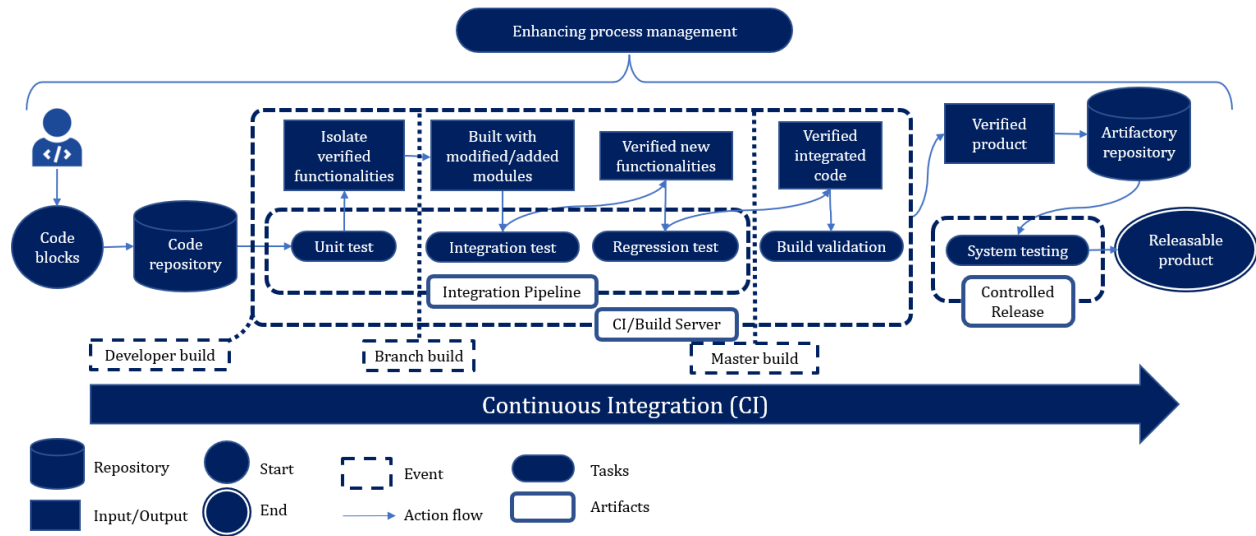 Enhancing process management
</>
Isolate
verified
functionalities
Built with
modified/added
modules
Verified new
functionalities
Verified
integrated
code
Verified
product
Artifactory
repository
Code
blocks
Code
repository
Unit test
Integration test
Regression test
Build validation
System testing
Releasable
product
Integration Pipeline
Controlled
Release
CI/Build Server
Developer build
Branch build
Master build
Continuous Integration (CI)
Repository
Start
Event
Tasks
Input/Output
End
Action flow
Artifacts